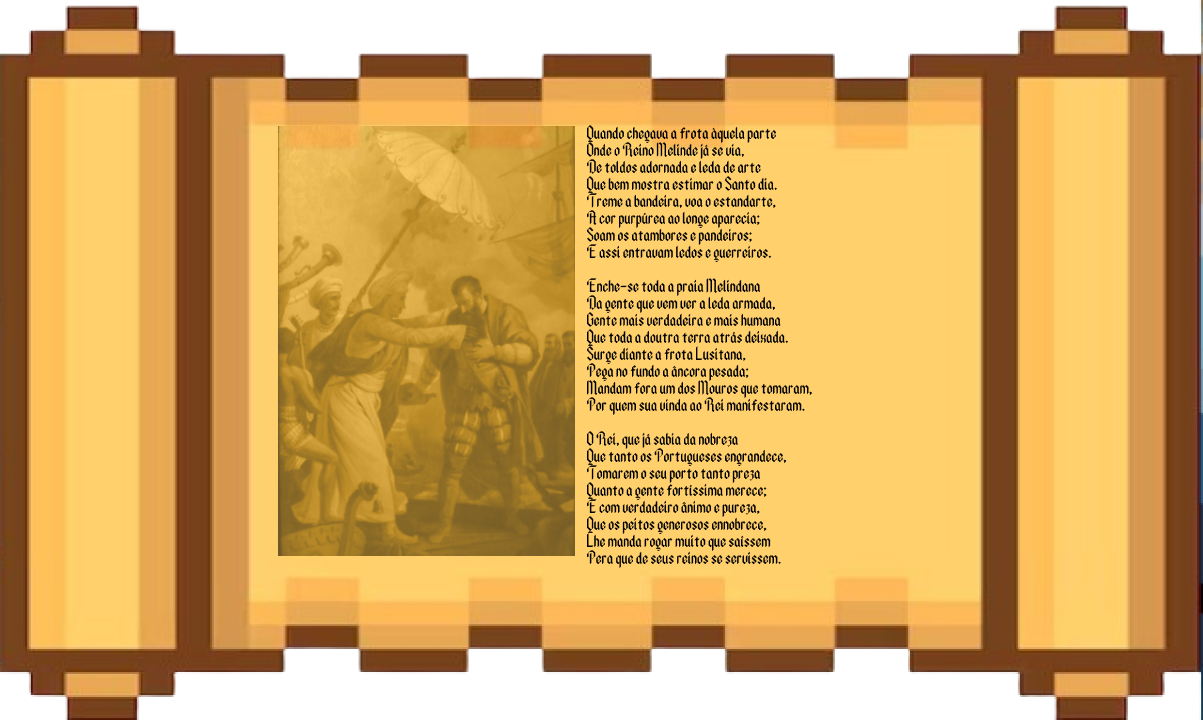 Quando chegava a frota àquela parte
Onde o Reino Melinde já se via,
De toldos adornada e leda de arte
Que bem mostra estimar o Santo dia.
Treme a bandeira, voa o estandarte,
A cor purpúrea ao longe aparecia;
Soam os atambores e pandeiros;
E assi entravam ledos e guerreiros.

Enche-se toda a praia Melindana
Da gente que vem ver a leda armada,
Gente mais verdadeira e mais humana
Que toda a doutra terra atrás deixada.
Surge diante a frota Lusitana,
Pega no fundo a âncora pesada;
Mandam fora um dos Mouros que tomaram,
Por quem sua vinda ao Rei manifestaram.

O Rei, que já sabia da nobreza
Que tanto os Portugueses engrandece,
Tomarem o seu porto tanto preza
Quanto a gente fortíssima merece;
E com verdadeiro ânimo e pureza,
Que os peitos generosos ennobrece,
Lhe manda rogar muito que saíssem
Pera que de seus reinos se servissem.